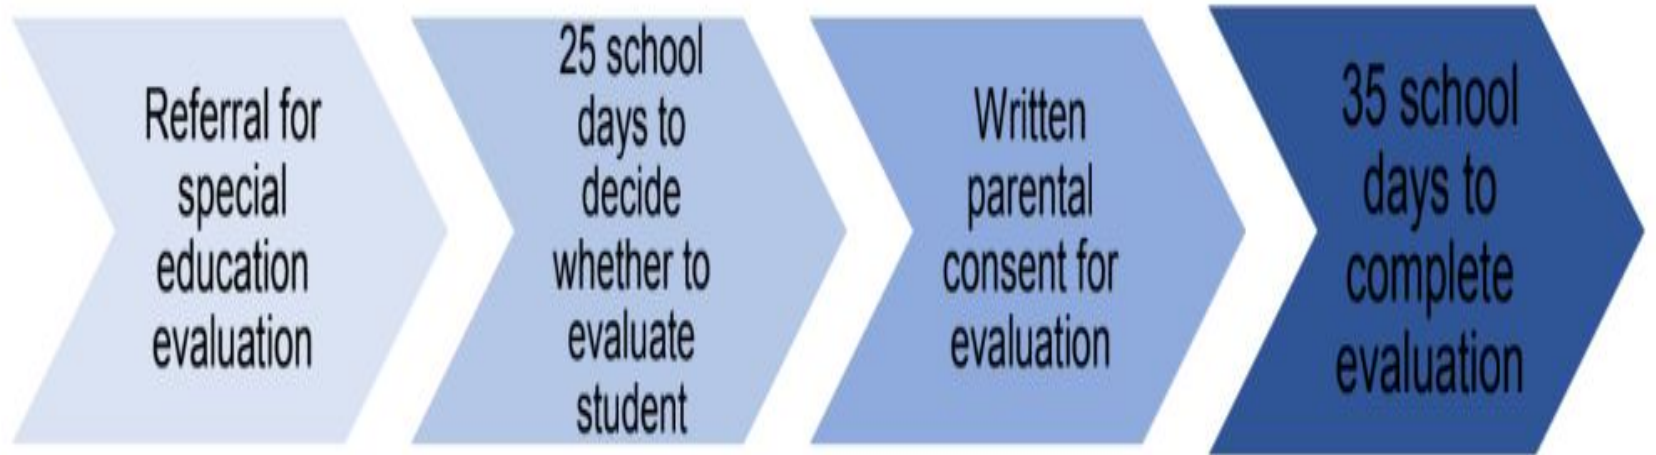 Referral for
special
education
evaluation
25 school
days to
decide
whether to
evaluate
student
Written
parental
consent for
evaluation
35 school
days to
complete
evaluation